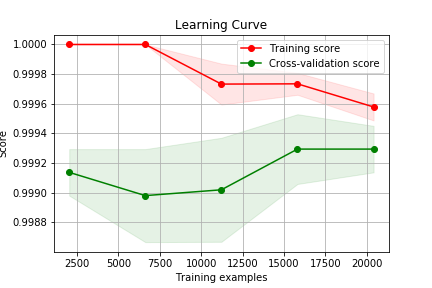 Learning Curve
Training score
Cross-validation score
1.0000
0.9998
0.9996
0.9994
0.9992
0.9990
0.9988
Score
2500 5000 7500 10000 12500 15000 17500 20000
Training examples